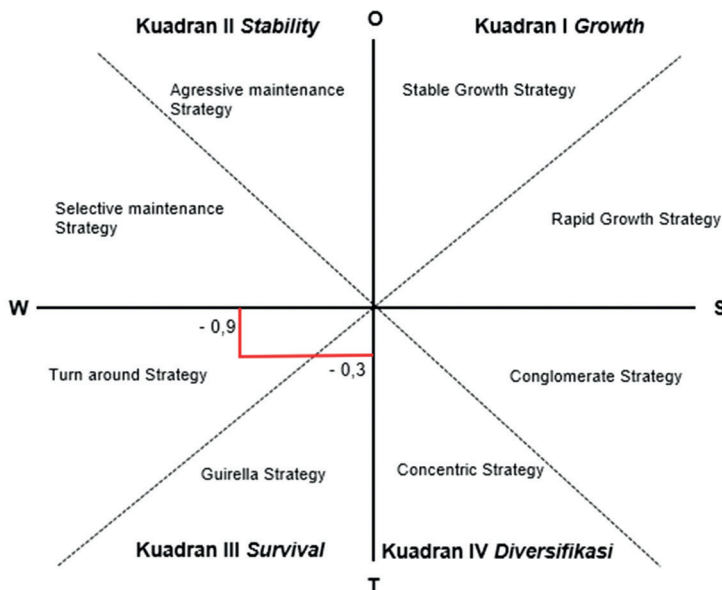 O
Kuadran II Stability
Kuadran I Growth
Agressive maintenance
Strategy
Stable Growth Strategy
Selective maintenance
Strategy
Rapid Growth Strategy
W
S
- 0,9
- 0,3
Turn around Strategy
Conglomerate Strategy
Guirella Strategy
Concentric Strategy
Kuadran III Survival
Kuadran IV Diversifikasi
T